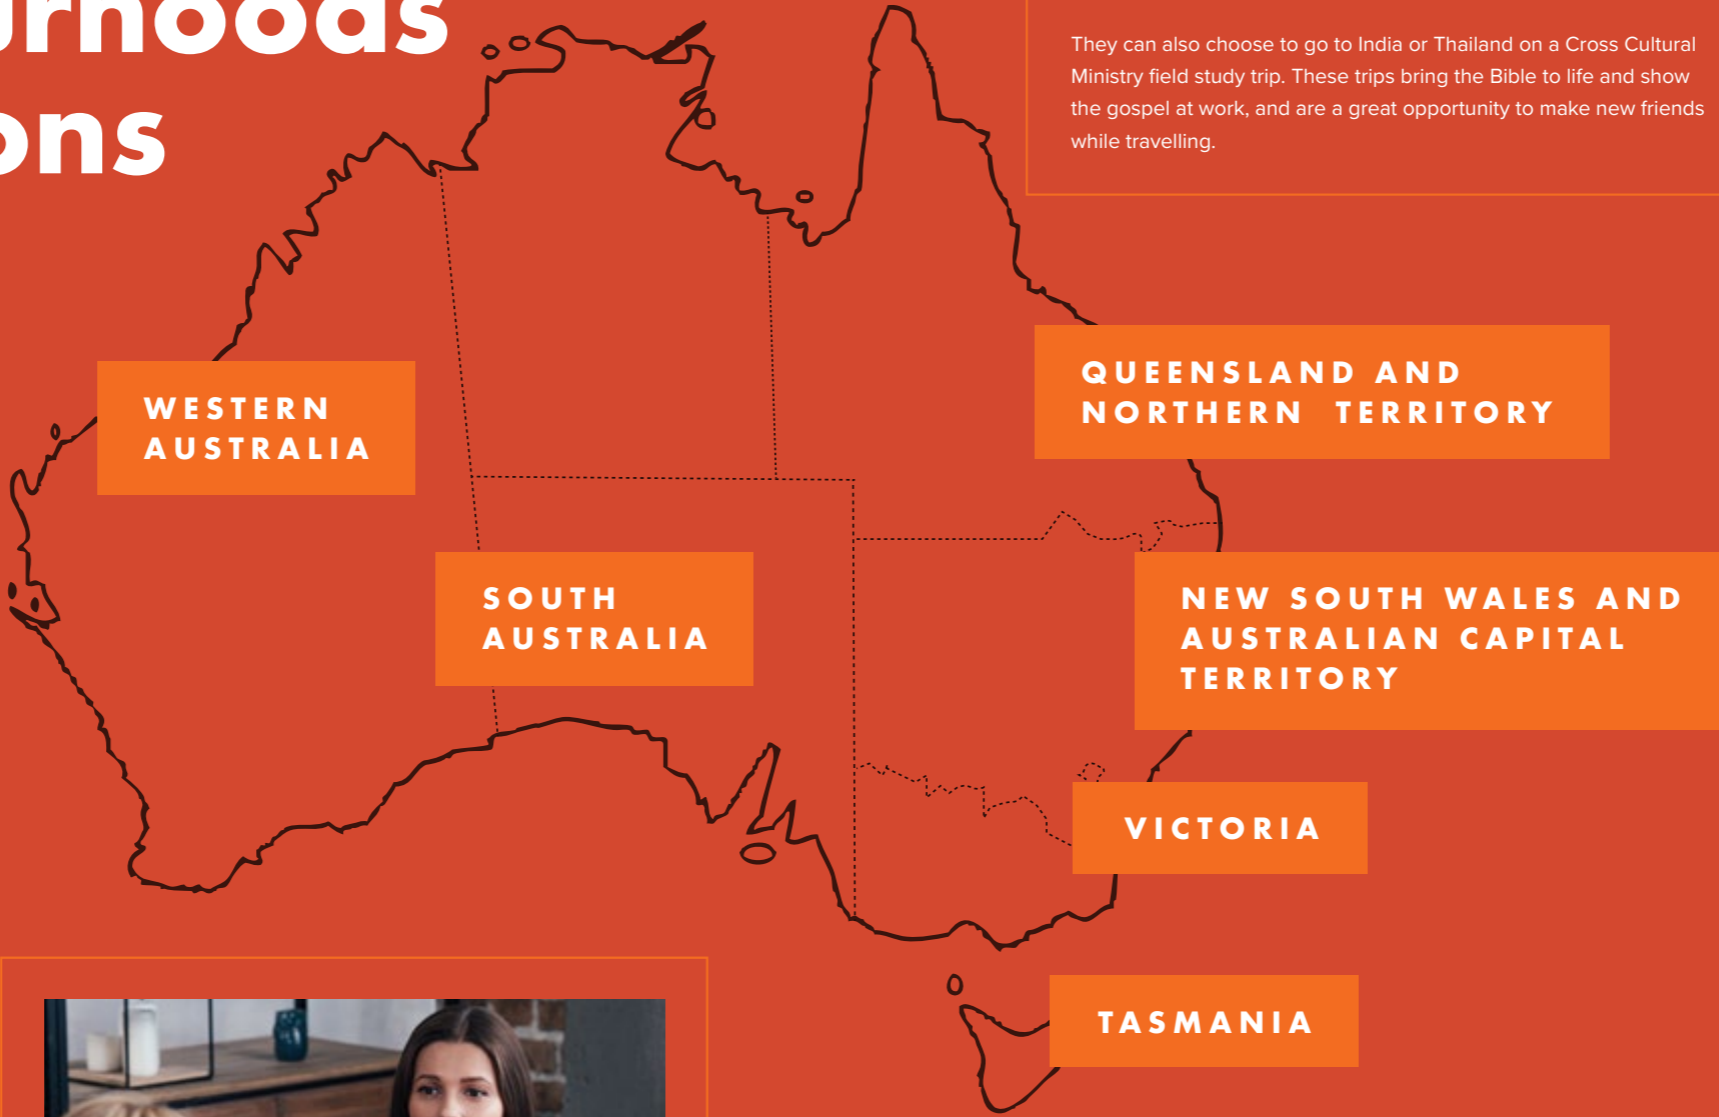 They can also choose to go to India or Thailand on a Cross Cultural
Ministry field study trip. These trips bring the Bible to life and show
the gospel at work, and are a great opportunity to make new friends
while travelling.
WESTERN
AUSTRALIA
QUEENSLAND AND
NORTHERN TERRITORY
SOUTH
AUSTRALIA
NEW SOUTH WALES AND
AUSTRALIAN CAPITAL
TERRITORY
VICTORIA
TASMANIA